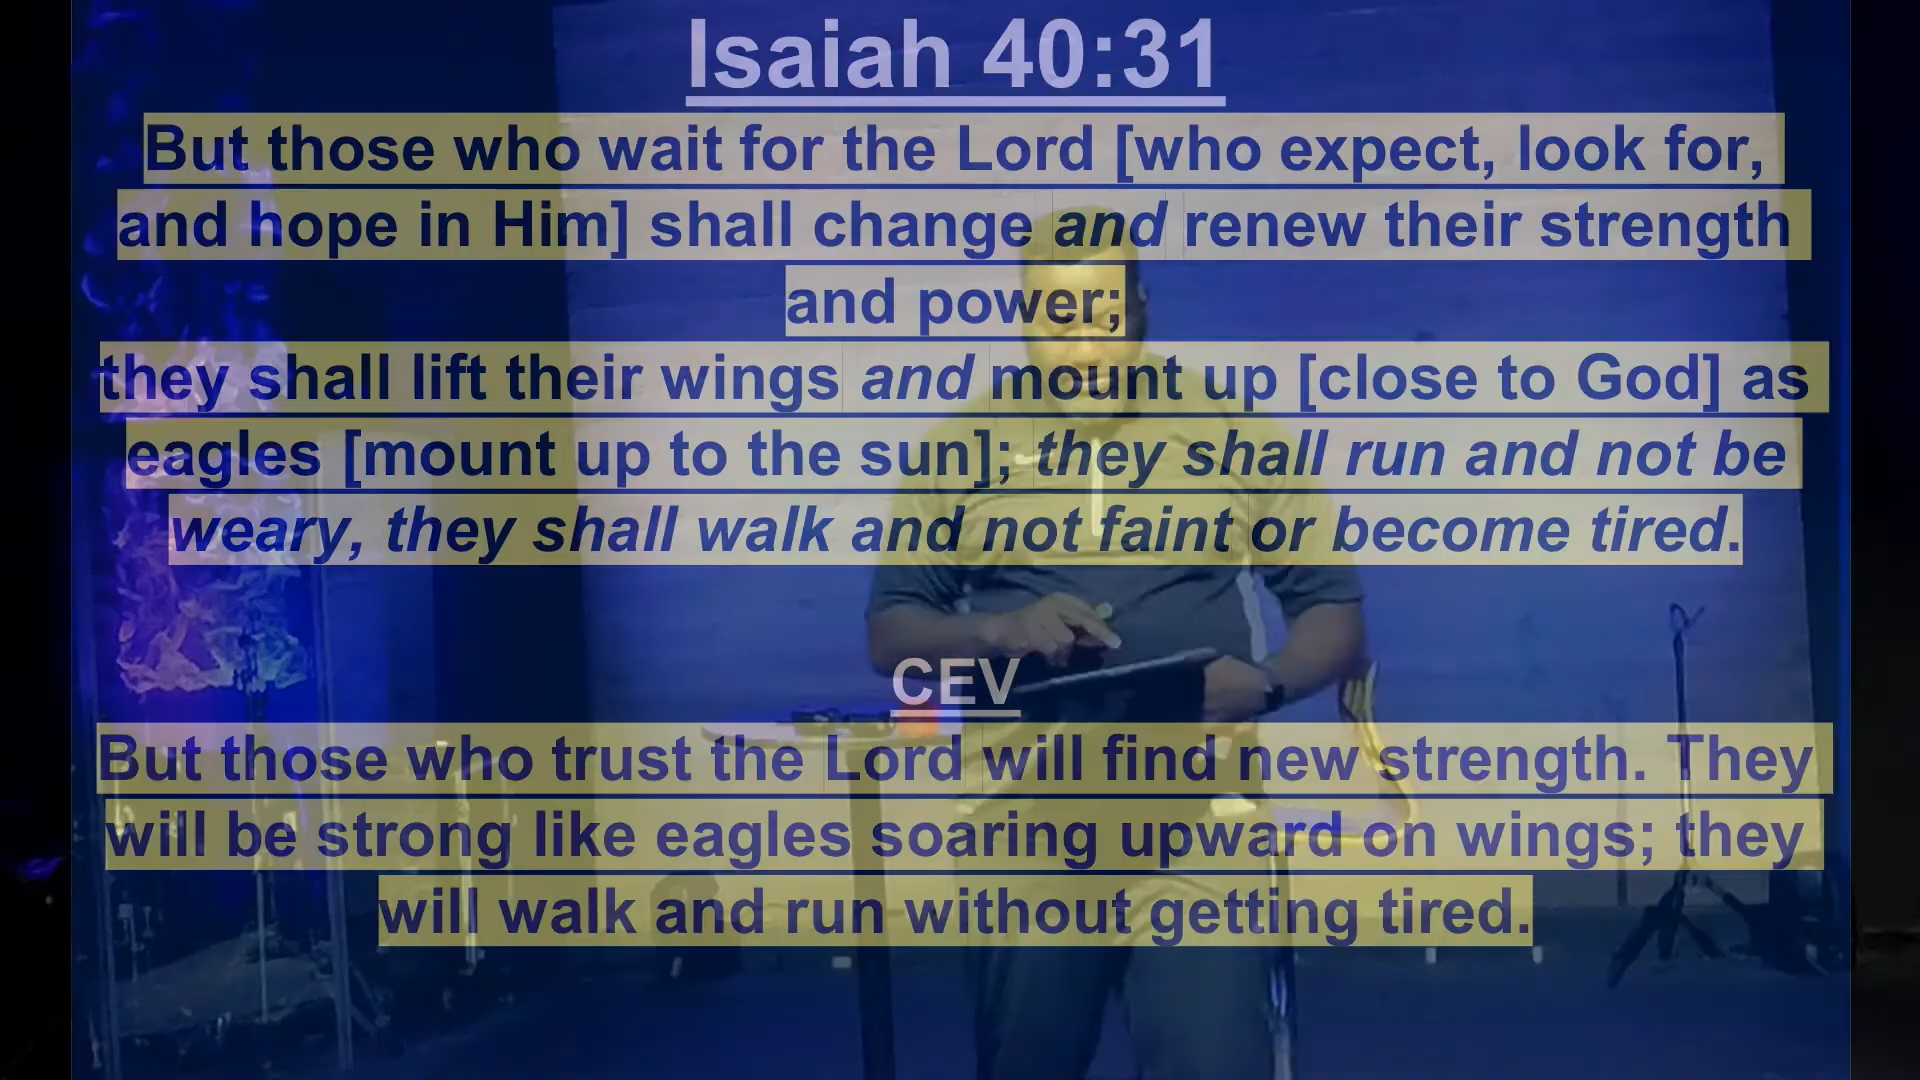 Isaiah 40:31
But those who wait for the Lord [who expect, look for,
and hope in Him] shall change and renew their strength
and power;
they shall lift their wings and mount up [close to God] as
eagles [mount up to the sun]; they shall run and not be
weary, they shall walk and not faint or become tired.
CEV
But those who trust the Lord will find new strength. They
will be strong like eagles soaring upward on wings; they
will walk and run without getting tired.